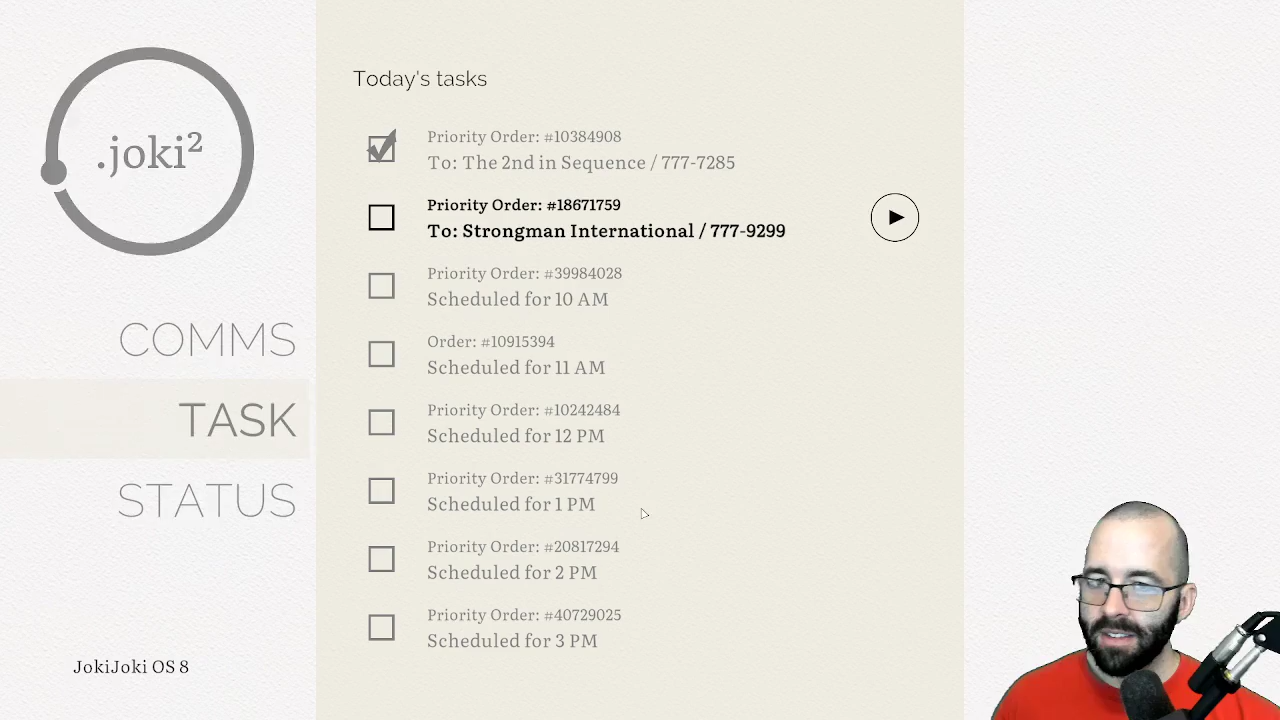 .joki²
COMMS
TASK
STATUS
JokiJoki OS 8
Today's tasks
Priority Order: #10384908
To: The 2nd in Sequence / 777-7285
Priority Order: #18671759
To: Strongman International / 777-9299
Priority Order: #39984028
Scheduled for 10 AM
Order: #10915394
Scheduled for 11 AM
Priority Order: #10242484
Scheduled for 12 PM
Priority Order: #31774799
Scheduled for 1 PM
Priority Order: #20817294
Scheduled for 2 PM
Priority Order: #40729025
Scheduled for 3 PM